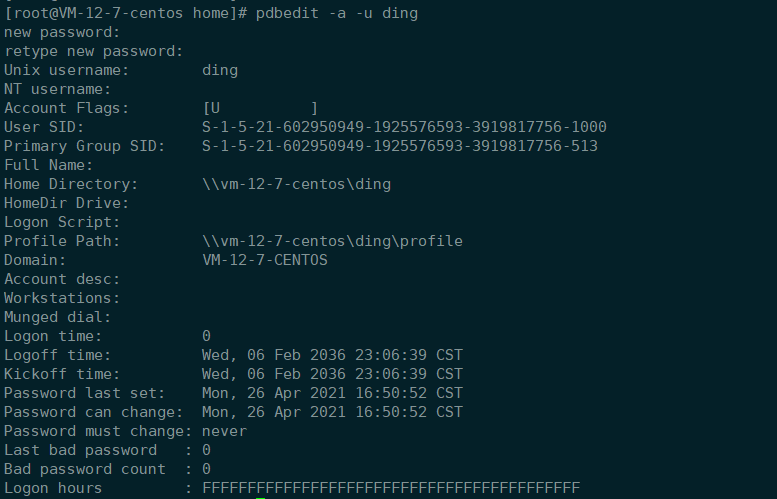 [root@VM-12-7-centos home]# pdbedit -a -u ding
new password:
retype new password:
Unix username:        ding
NT username:
Account Flags:        [U          ]
User SID:             S-1-5-21-602950949-1925576593-3919817756-1000
Primary Group SID:    S-1-5-21-602950949-1925576593-3919817756-513
Full Name:
Home Directory:       \\vm-12-7-centos\ding
HomeDir Drive:
Logon Script:
Profile Path:         \\vm-12-7-centos\ding\profile
Domain:               VM-12-7-CENTOS
Account desc:
Workstations:
Munged dial:
Logon time:           0
Logoff time:          Wed, 06 Feb 2036 23:06:39 CST
Kickoff time:         Wed, 06 Feb 2036 23:06:39 CST
Password last set:    Mon, 26 Apr 2021 16:50:52 CST
Password can change:  Mon, 26 Apr 2021 16:50:52 CST
Password must change: never
Last bad password   : 0
Bad password count  : 0
Logon hours         : FFFFFFFFFFFFFFFFFFFFFFFFFFFFFFFFFFFFFFFFFF